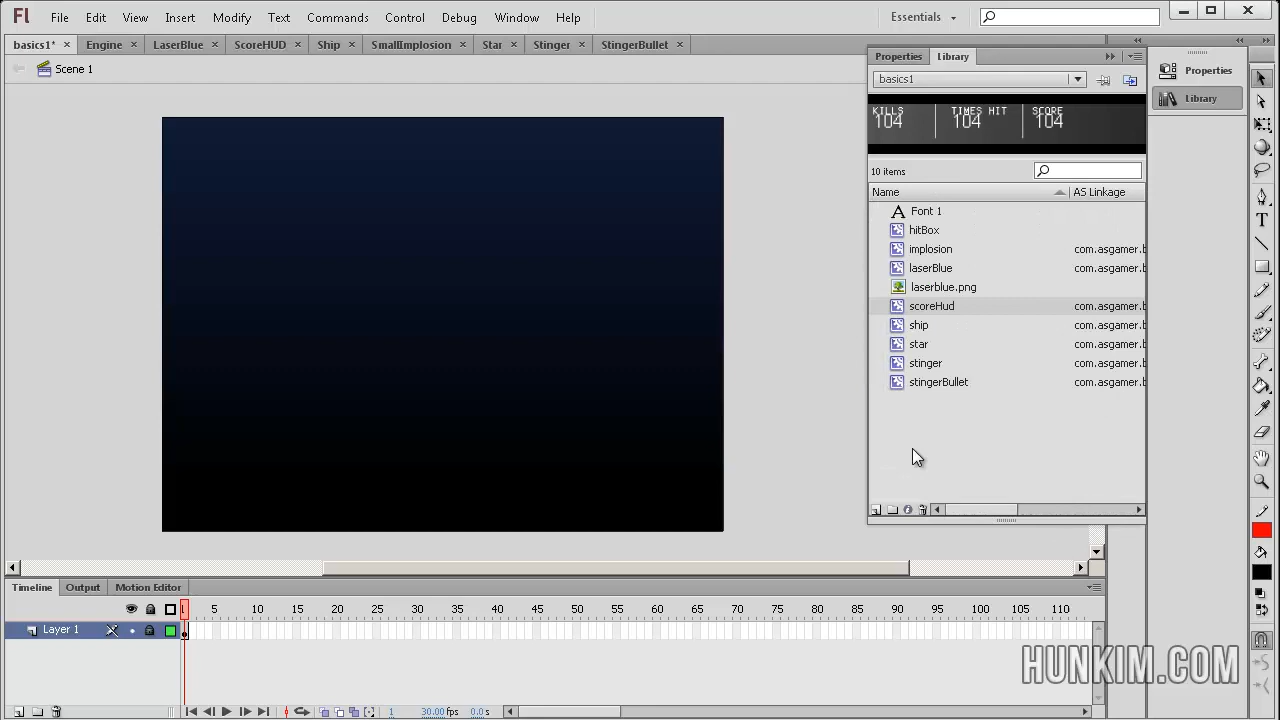 Fl File Edit View Insert Modify Text Commands Control Debug Window Help Essentials
basics1* × Engine × LaserBlue × ScoreHUD × Ship × SmallImplosion × Star × Stinger × StingerBullet ×
Scene 1
Properties Library
basics1
KILLS TIMES HIT SCORE
104 104 104
10 items
Name AS Linkage
Font 1
hitBox
implosion com.asgamer.b
laserBlue com.asgamer.b
laserblue.png
scoreHud com.asgamer.b
ship com.asgamer.b
star com.asgamer.b
stinger com.asgamer.b
stingerBullet com.asgamer.b
Properties
Library
Timeline Output Motion Editor
1 5 10 15 20 25 30 35 40 45 50 55 60 65 70 75 80 85 90 95 100 105 110
Layer 1
1 30.00 fps 0.0 s
HUNKIM.COM